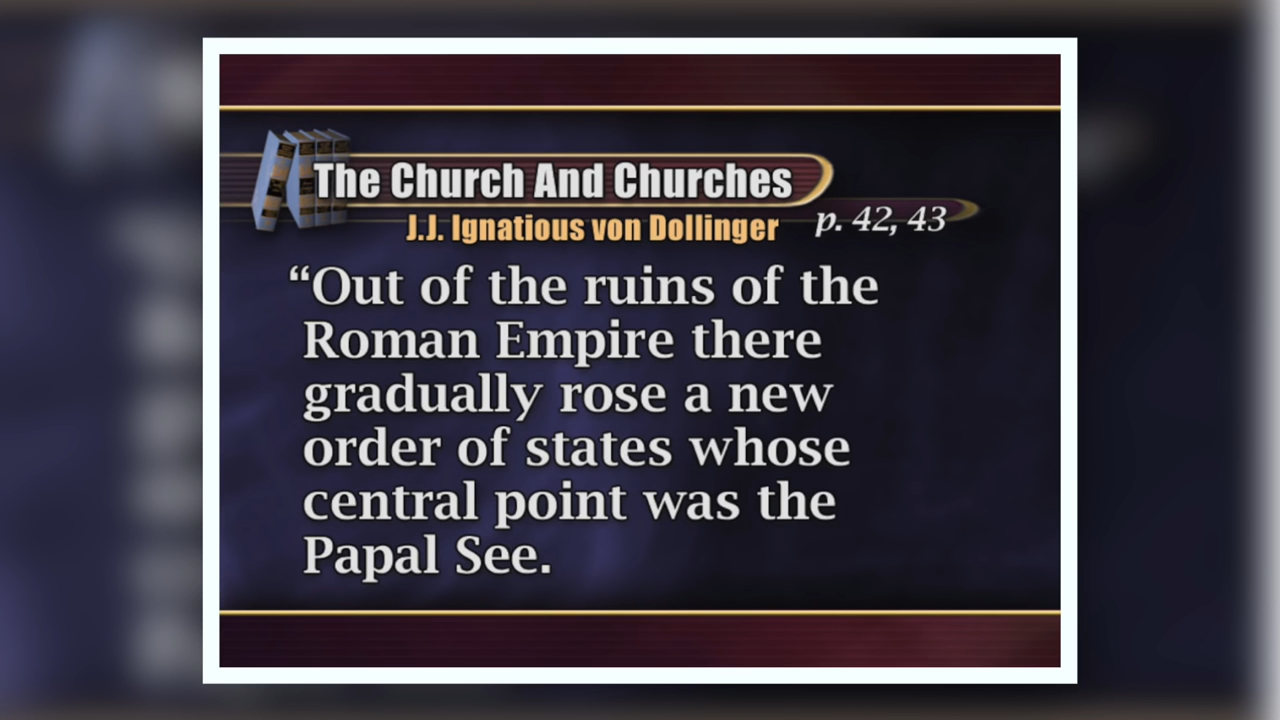 The Church And Churches
J.J. Ignatious von Dollinger
p. 42, 43
“Out of the ruins of the
Roman Empire there
gradually rose a new
order of states whose
central point was the
Papal See.